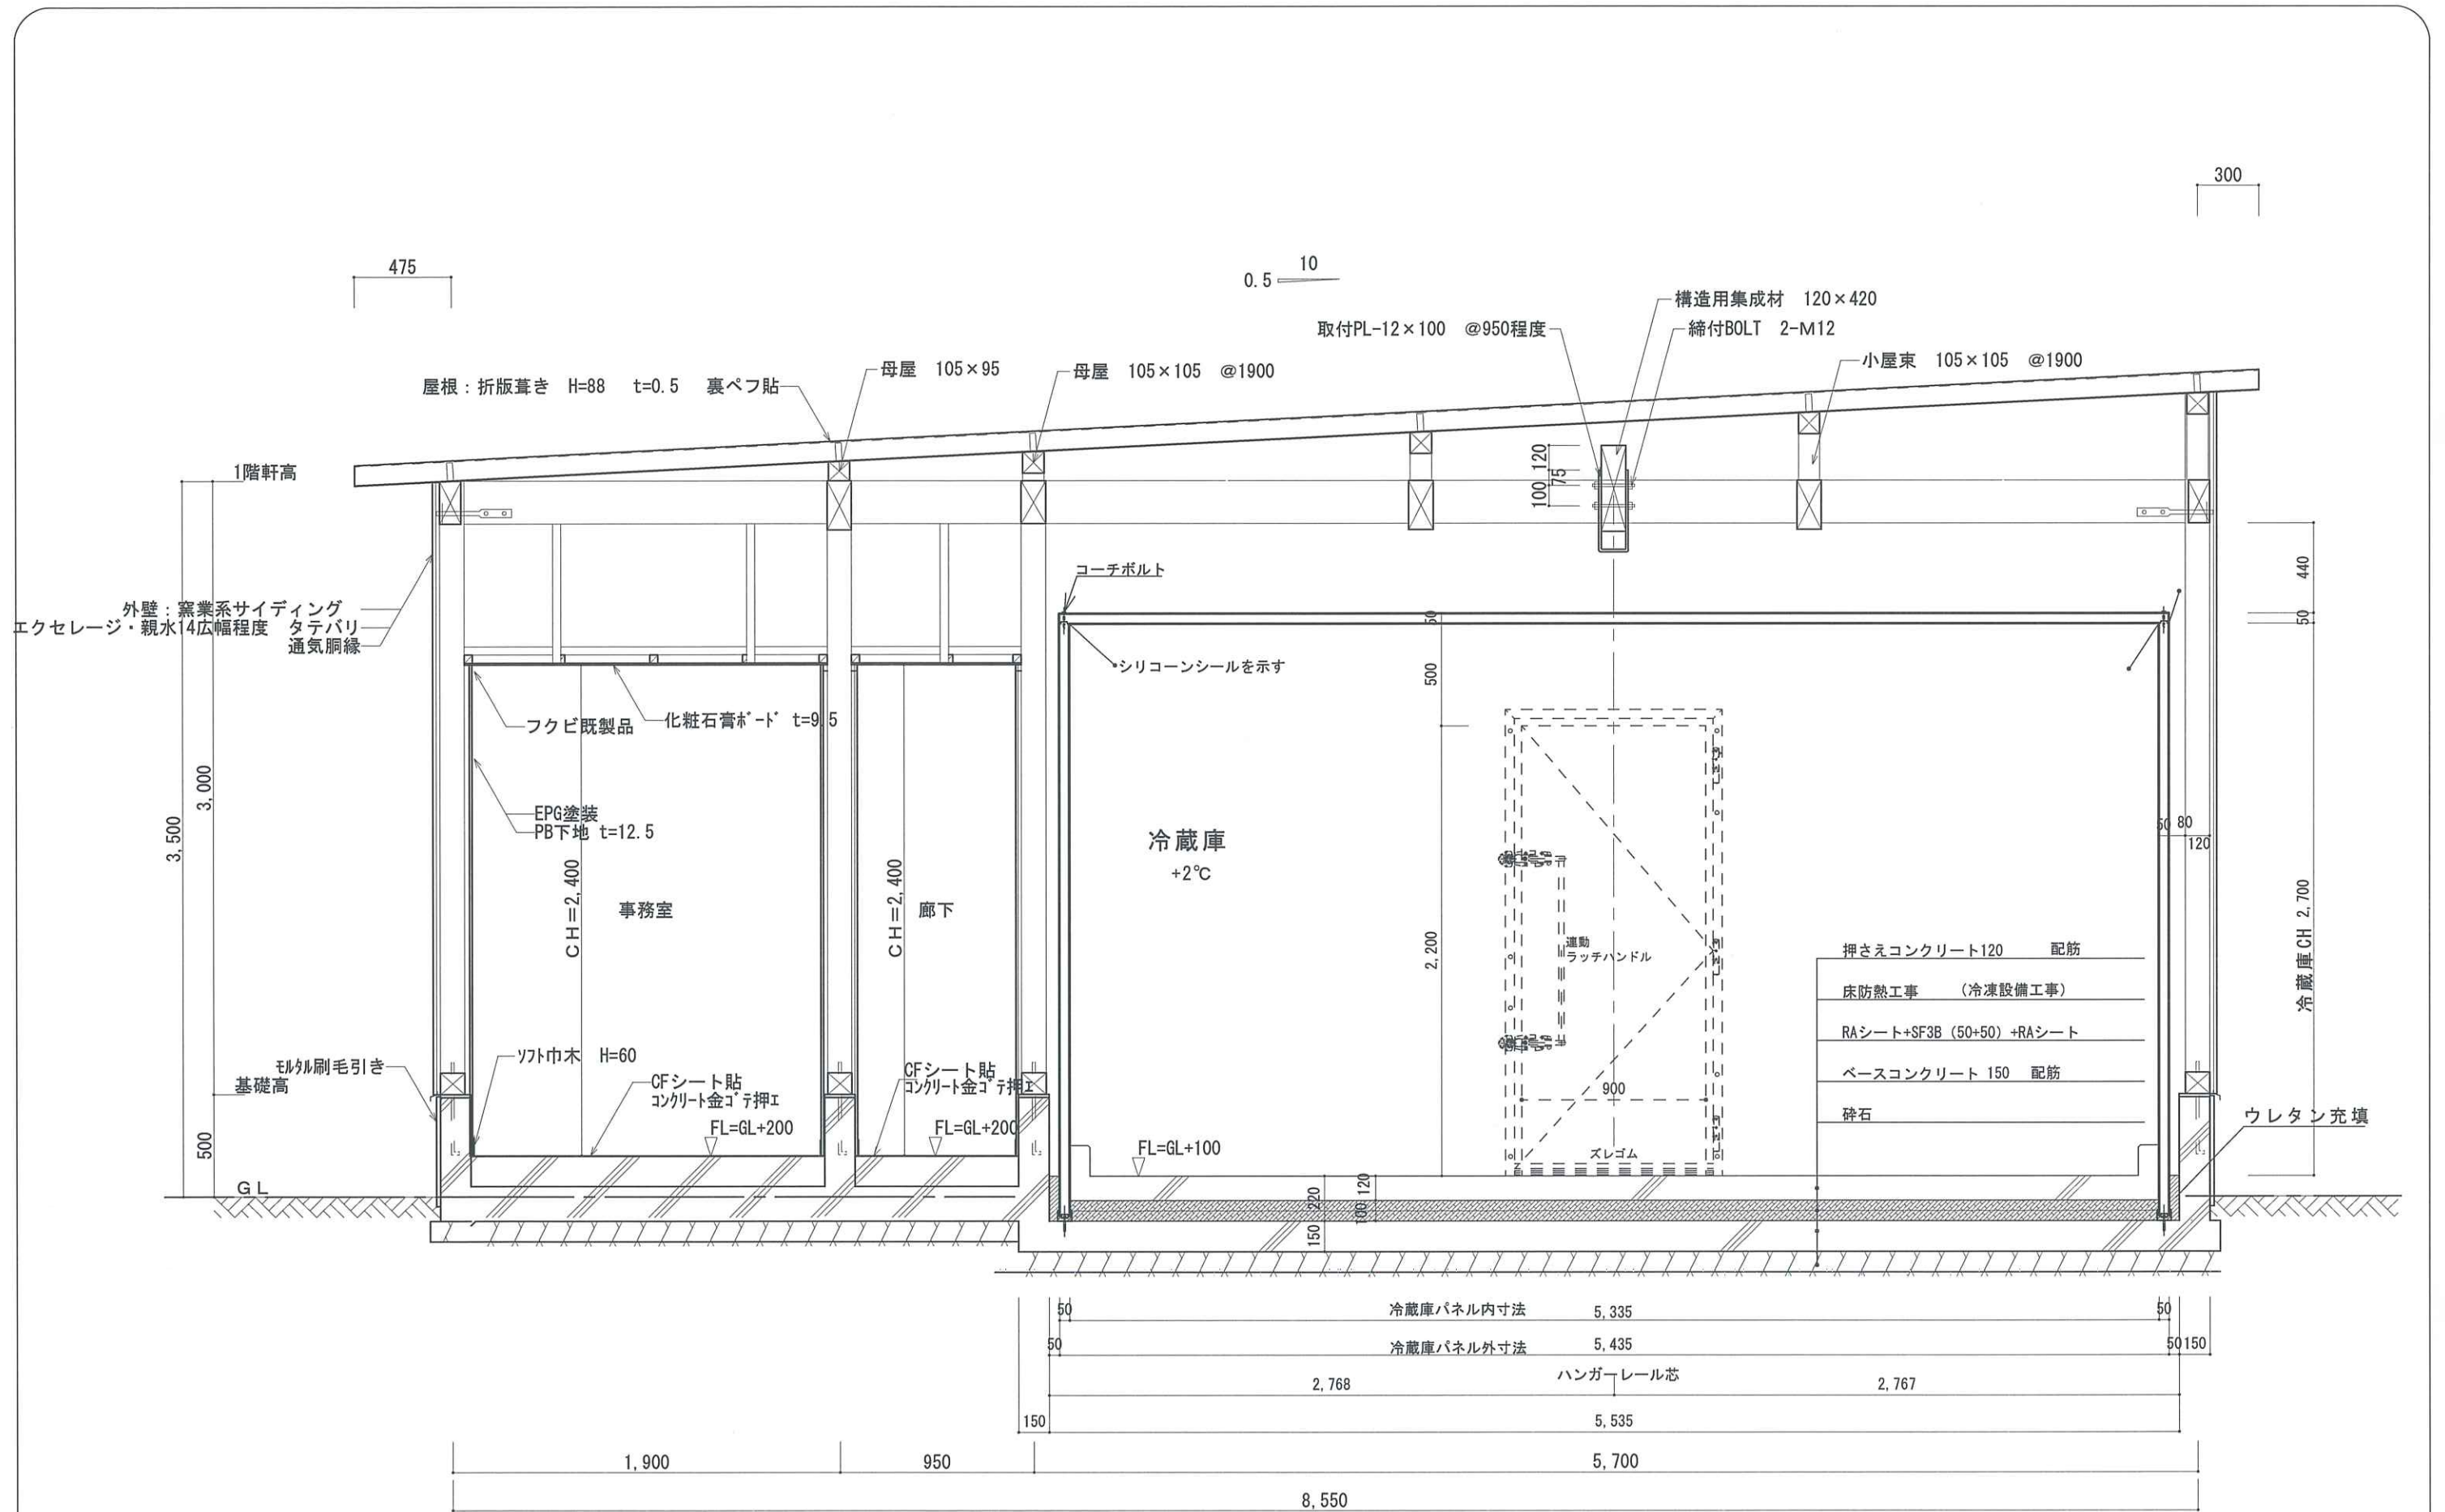 300
475
10
0.5
構造用集成材 120×420
取付PL-12×100 @950程度
締付BOLT 2-M12
母屋 105×95
母屋 105×105 @1900
小屋束 105×105 @1900
屋根：折版葺き H=88 t=0.5 裏ペフ貼
1階軒高
120
75
100
コーチボルト
440
50
外壁：窯業系サイディング
エクセレージ・親水14広幅程度 タテバリ
通気胴縁
50
シリコーンシールを示す
500
フクビ既製品
化粧石膏ﾎﾞｰﾄﾞ t=9.5
3,000
3,500
EPG塗装
PB下地 t=12.5
冷蔵庫
+2℃
50
80
120
CH=2,400
事務室
CH=2,400
廊下
2,200
連動
ラッチハンドル
冷蔵庫CH 2,700
押さえコンクリート120 配筋
床防熱工事 （冷凍設備工事）
RAシート+SF3B（50+50）+RAシート
ベースコンクリート 150 配筋
砕石
ウレタン充填
ﾓﾙﾀﾙ刷毛引き
基礎高
ｿﾌﾄ巾木 H=60
CFシート貼
ｺﾝｸﾘｰﾄ金ｺﾞﾃ押ｴ
CFシート貼
ｺﾝｸﾘｰﾄ金ｺﾞﾃ押ｴ
900
500
FL=GL+200
FL=GL+200
FL=GL+100
ズレゴム
GL
220
120
100
150
50
冷蔵庫パネル内寸法
5,335
50
50
冷蔵庫パネル外寸法
5,435
50
150
ハンガーレール芯
2,768
2,767
150
5,535
1,900
950
5,700
8,550